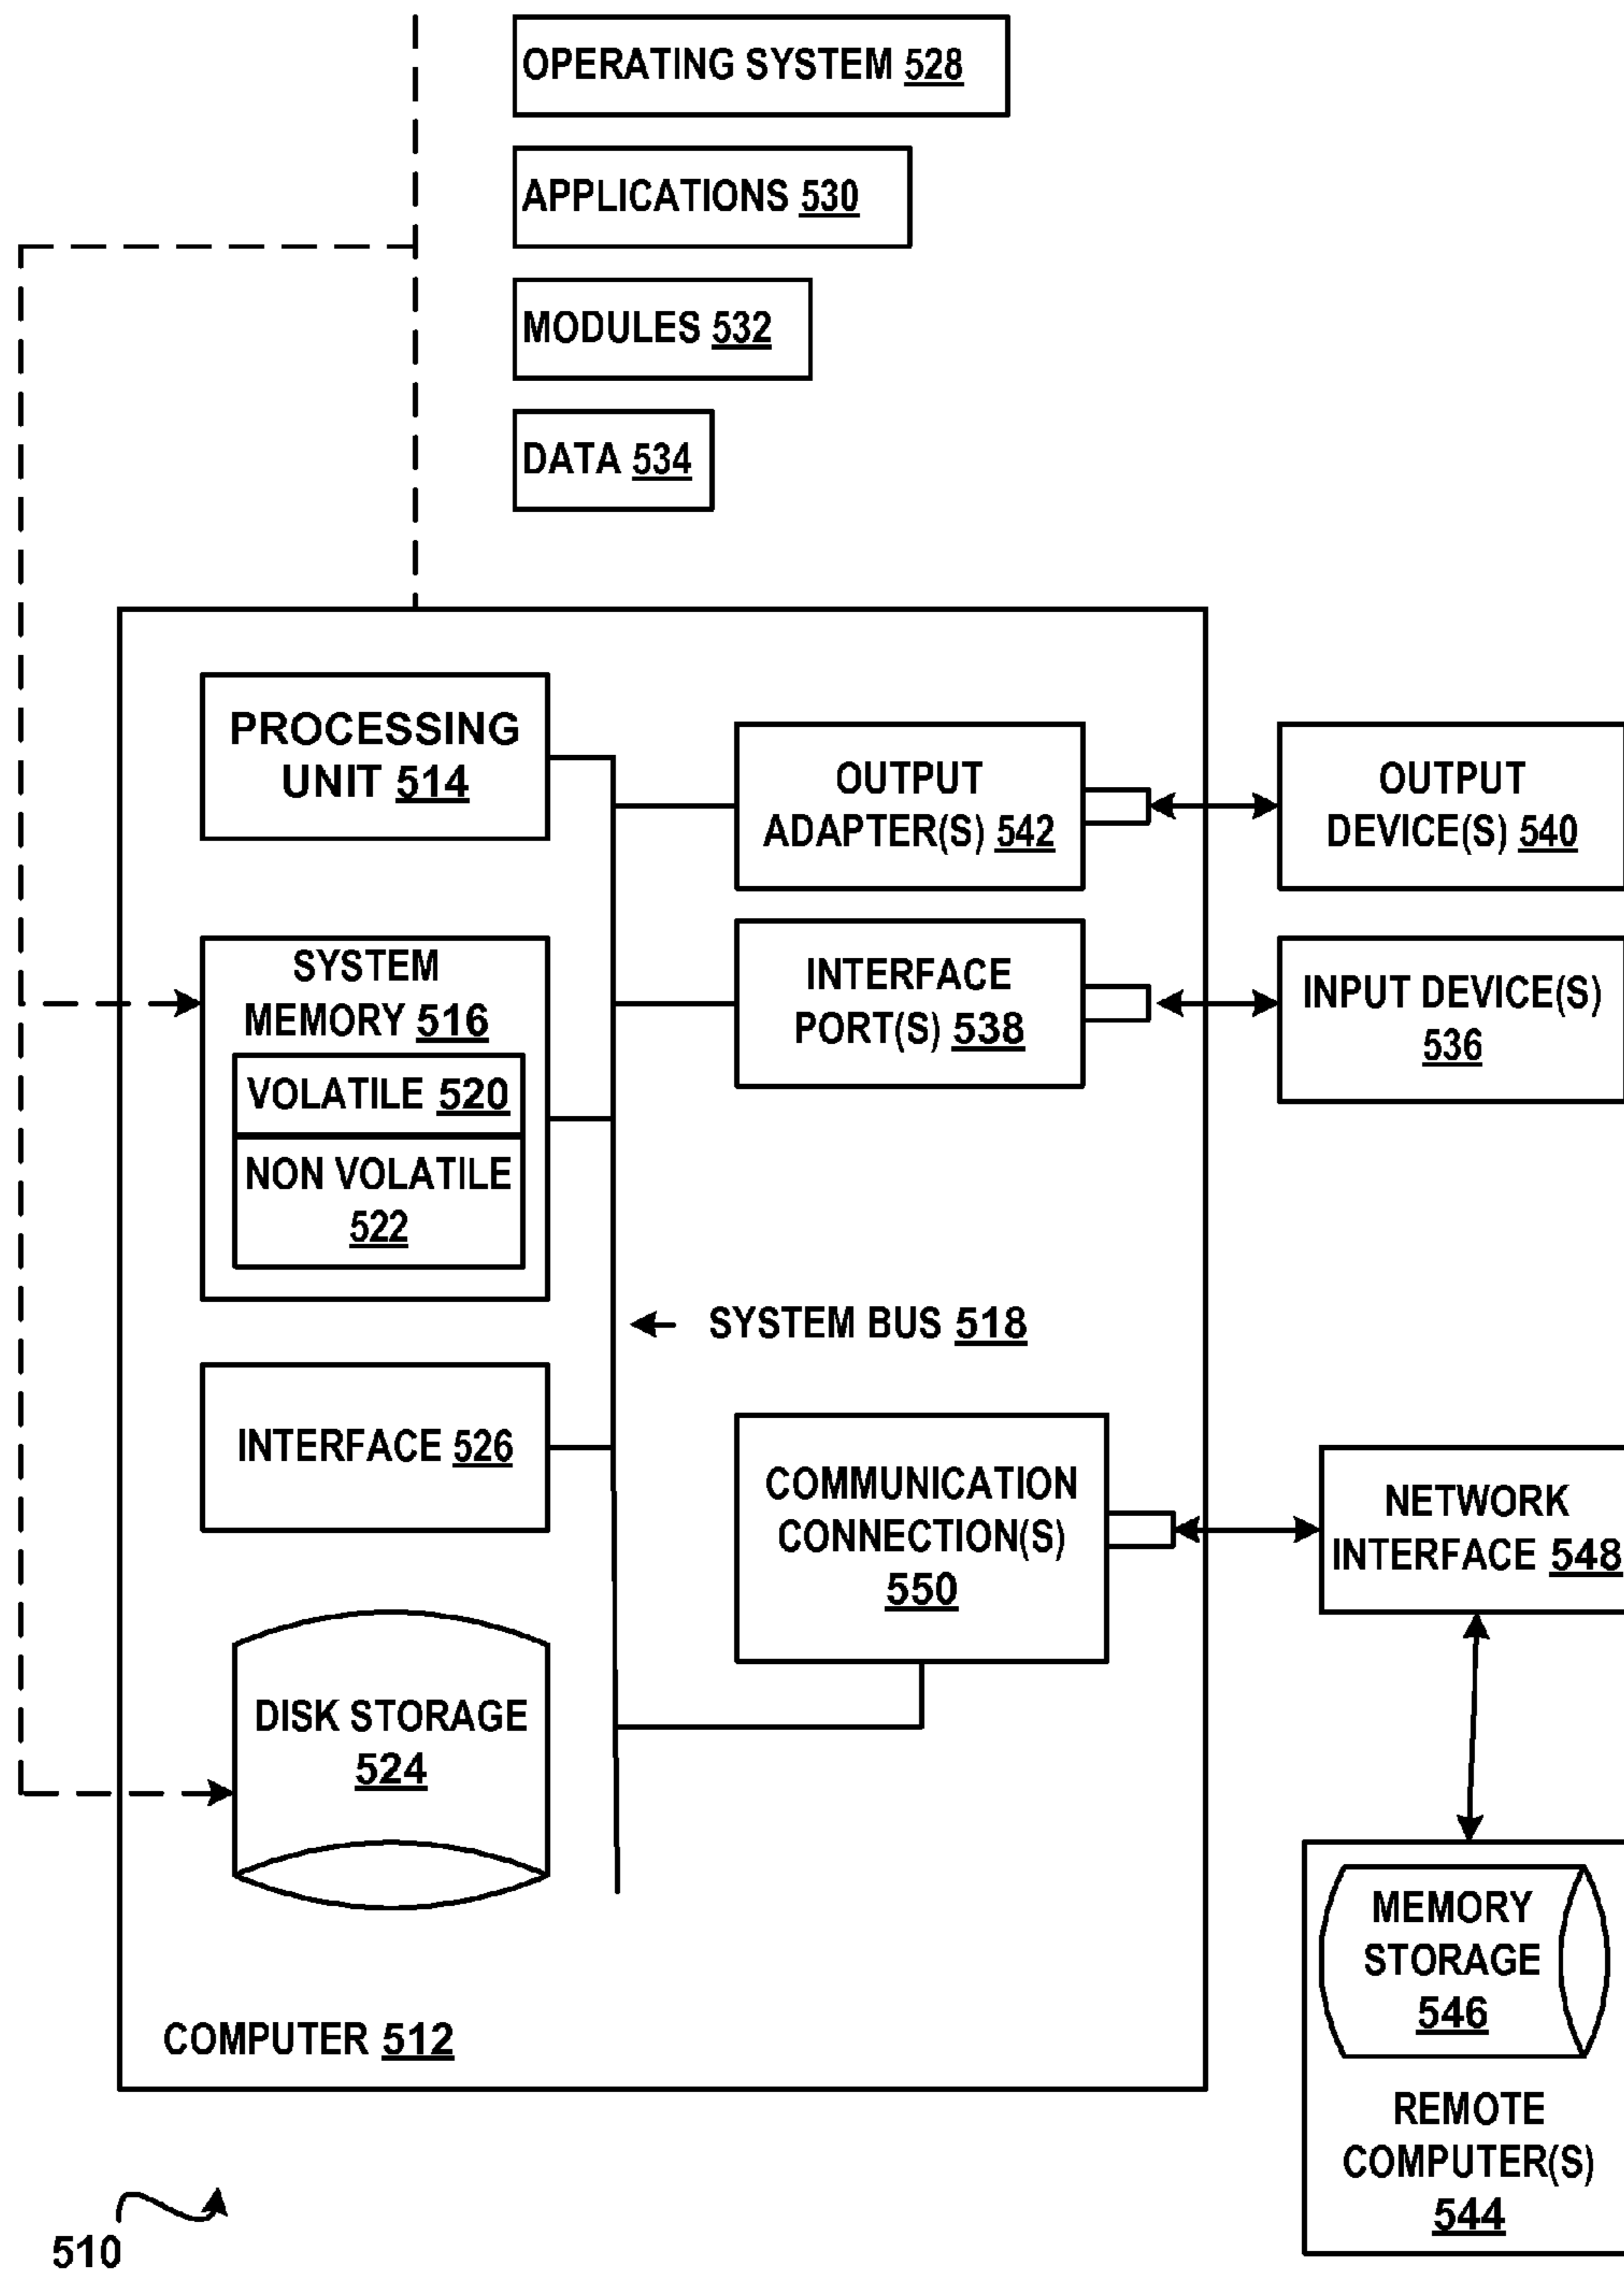 OPERATING SYSTEM 528
APPLICATIONS 530
MODULES 532
DATA 534
PROCESSING
UNIT 514
OUTPUT
ADAPTER(S) 542
OUTPUT
DEVICE(S) 540
SYSTEM
MEMORY 516
VOLATILE 520
NON VOLATILE
522
INTERFACE
PORT(S) 538
INPUT DEVICE(S)
536
SYSTEM BUS 518
INTERFACE 526
COMMUNICATION
CONNECTION(S)
550
NETWORK
INTERFACE 548
DISK STORAGE
524
MEMORY
STORAGE
546
REMOTE
COMPUTER(S)
544
COMPUTER 512
510